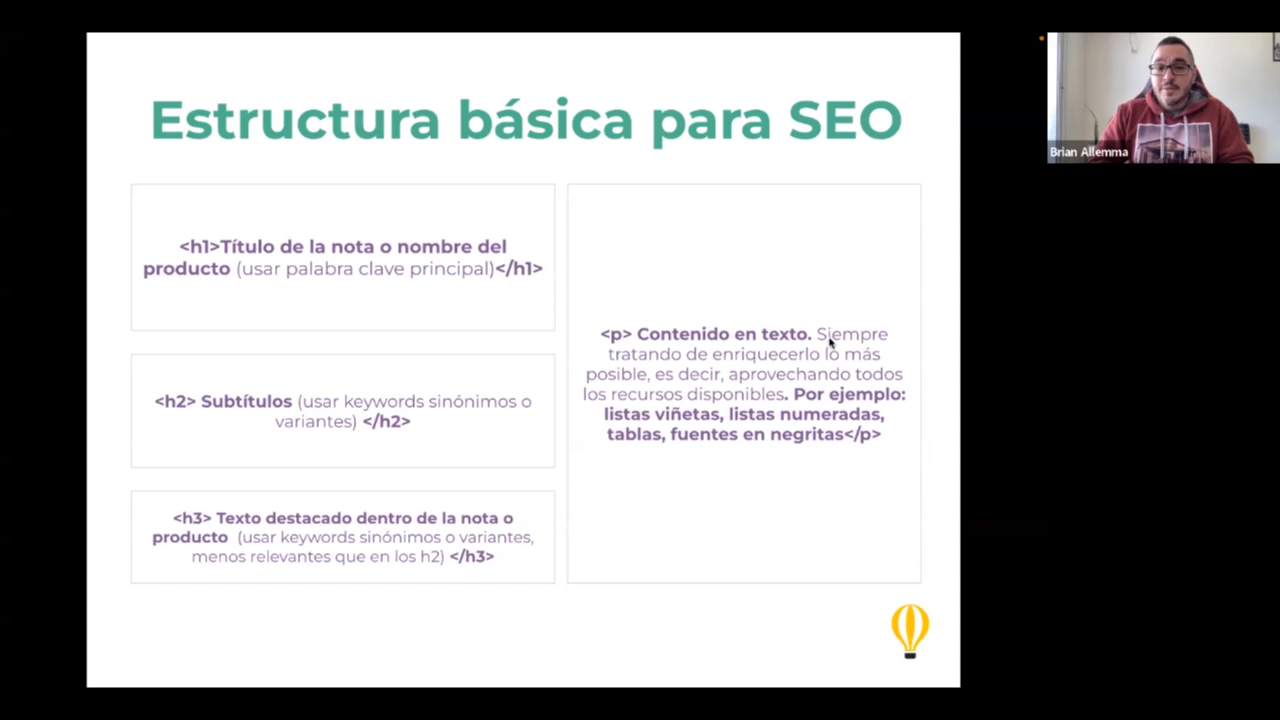 Estructura básica para SEO
<h1>Título de la nota o nombre del
producto (usar palabra clave principal)</h1>
<h2> Subtítulos (usar keywords sinónimos o
variantes) </h2>
<h3> Texto destacado dentro de la nota o
producto (usar keywords sinónimos o variantes,
menos relevantes que en los h2) </h3>
<p> Contenido en texto. Siempre
tratando de enriquecerlo lo más
posible, es decir, aprovechando todos
los recursos disponibles. Por ejemplo:
listas viñetas, listas numeradas,
tablas, fuentes en negritas</p>
Brian Allemma